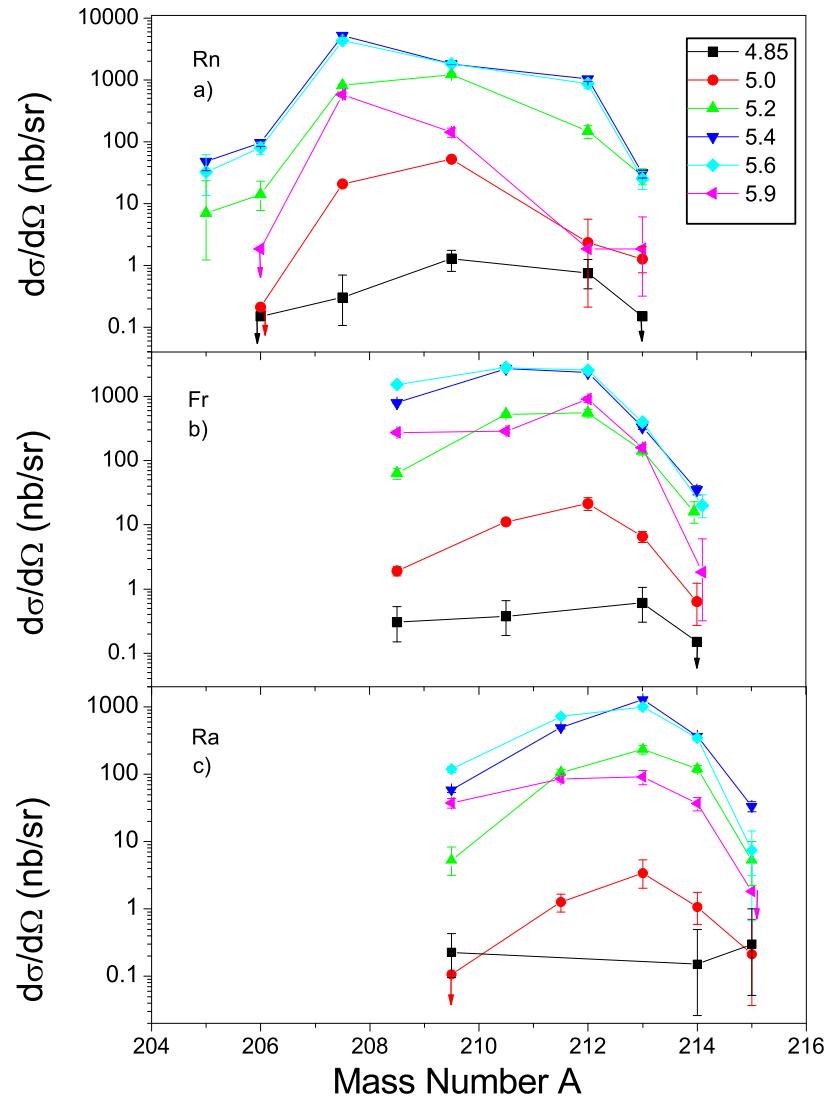 Rn
a)
dσ/dΩ (nb/sr)
10000
1000
100
10
1
0.1
4.85
5.0
5.2
5.4
5.6
5.9
Fr
b)
dσ/dΩ (nb/sr)
1000
100
10
1
0.1
Ra
c)
dσ/dΩ (nb/sr)
1000
100
10
1
0.1
204 206 208 210 212 214 216
Mass Number A